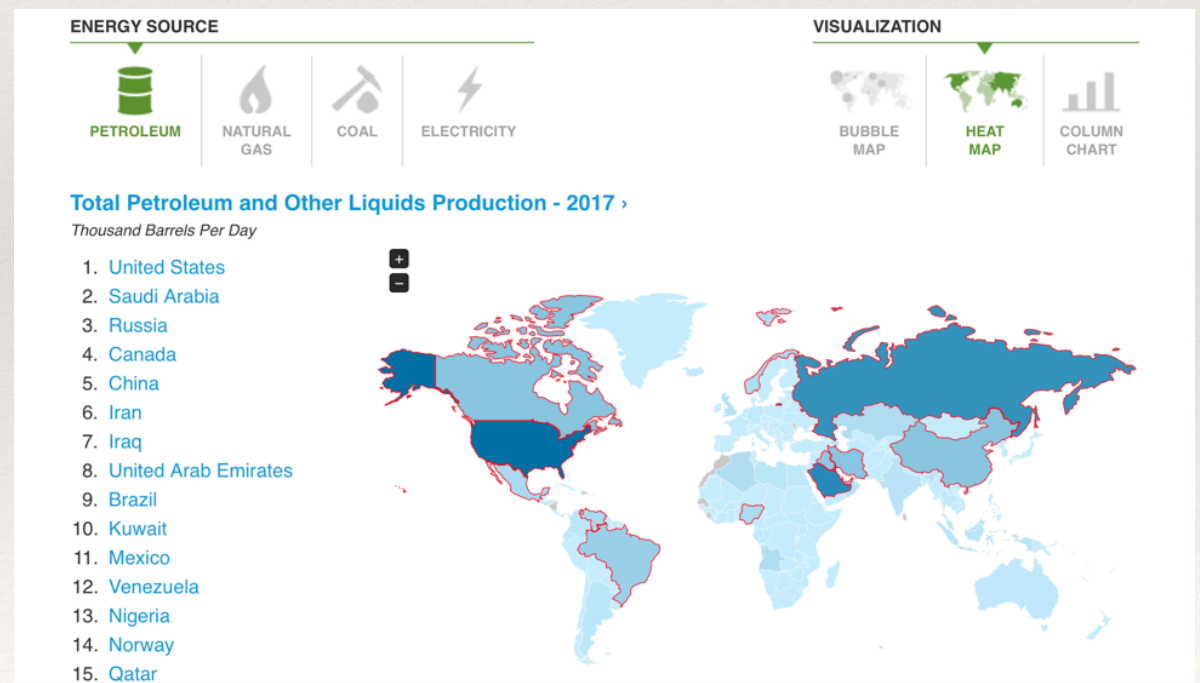 ENERGY SOURCE
VISUALIZATION
PETROLEUM
NATURAL
GAS
COAL
ELECTRICITY
BUBBLE
MAP
HEAT
MAP
COLUMN
CHART
Total Petroleum and Other Liquids Production - 2017 ›
Thousand Barrels Per Day
+
−
1. United States
2. Saudi Arabia
3. Russia
4. Canada
5. China
6. Iran
7. Iraq
8. United Arab Emirates
9. Brazil
10. Kuwait
11. Mexico
12. Venezuela
13. Nigeria
14. Norway
15. Qatar